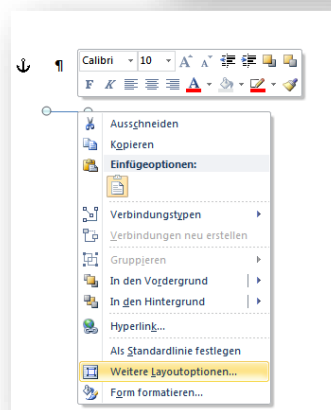 ¶
Calibri 10 A A
F K A
Ausschneiden
Kopieren
Einfügeoptionen:
Verbindungstypen
Verbindungen neu erstellen
Gruppieren
In den Vordergrund
In den Hintergrund
Hyperlink...
Als Standardlinie festlegen
Weitere Layoutoptionen...
Form formatieren...